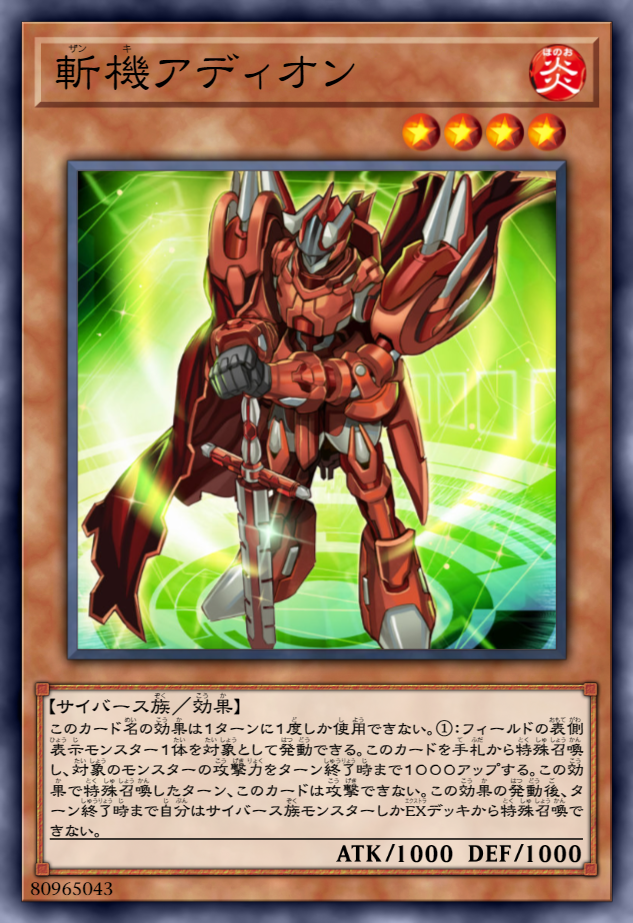 斬機アディオン
炎
【サイバース族／効果】
このカード名の効果は1ターンに1度しか使用できない。①：フィールドの表側
表示モンスター1体を対象として発動できる。このカードを手札から特殊召喚
し、対象のモンスターの攻撃力をターン終了時まで1000アップする。この効
果で特殊召喚したターン、このカードは攻撃できない。この効果の発動後、タ
ーン終了時まで自分はサイバース族モンスターしかEXデッキから特殊召喚で
きない。
ATK/1000 DEF/1000
80965043